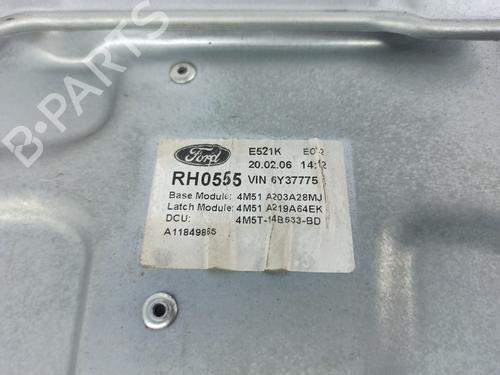 B-PARTS
Ford
E521K
20.02.06
RH0555 VIN 6Y37775
Base Module: 4M51 A203A28MJ
Latch Module: 4M51 A219A64EK
DCU: 4M5T-14B533-BD
A11849865